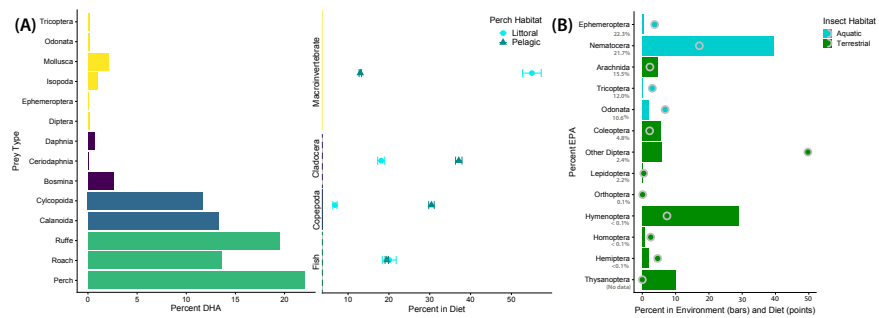 (A)
Prey Type
Tricoptera
Odonata
Mollusca
Isopoda
Ephemeroptera
Diptera
Daphnia
Ceriodaphnia
Bosmina
Cylcopoida
Calanoida
Ruffe
Roach
Perch
0 5 10 15 20
Percent DHA
Perch Habitat
Littoral
Pelagic
Macroinvertebrate
Cladocera
Copepoda
Fish
10 20 30 40 50
Percent in Diet
(B)
Percent EPA
Insect Habitat
Aquatic
Terrestrial
Ephemeroptera
22.3%
Nematocera
21.7%
Arachnida
15.5%
Tricoptera
12.0%
Odonata
10.6%
Coleoptera
4.8%
Other Diptera
2.4%
Lepidoptera
2.2%
Orthoptera
0.1%
Hymenoptera
< 0.1%
Homoptera
< 0.1%
Hemiptera
<0.1%
Thysanoptera
(No data)
0 10 20 30 40 50
Percent in Environment (bars) and Diet (points)